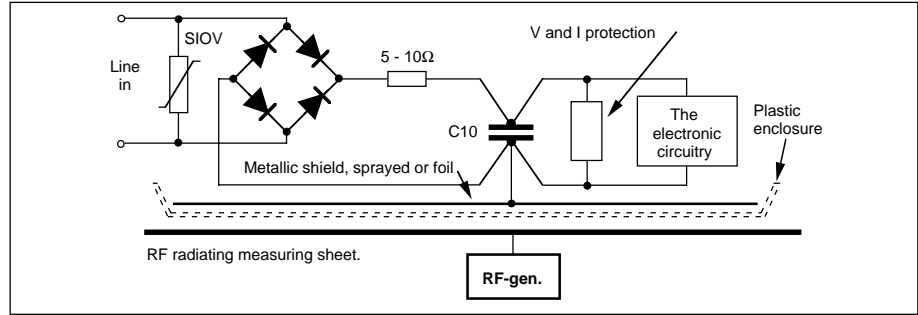 SIOV
Line
in
5 - 10Ω
V and I protection
C10
The
electronic
circuitry
Plastic
enclosure
Metallic shield, sprayed or foil
RF radiating measuring sheet.
RF-gen.